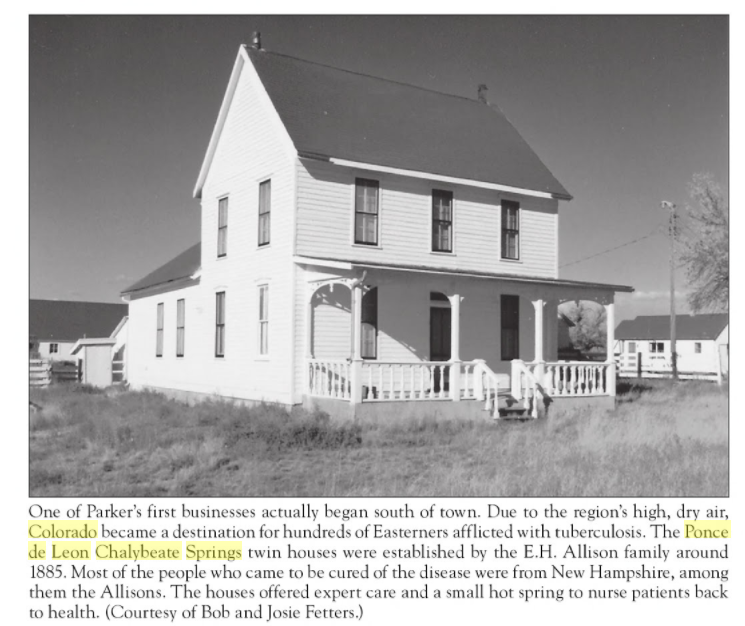 One of Parker's first businesses actually began south of town. Due to the region's high, dry air,
Colorado became a destination for hundreds of Easterners afflicted with tuberculosis. The Ponce
de Leon Chalybeate Springs twin houses were established by the E.H. Allison family around
1885. Most of the people who came to be cured of the disease were from New Hampshire, among
them the Allisons. The houses offered expert care and a small hot spring to nurse patients back
to health. (Courtesy of Bob and Josie Fetters.)